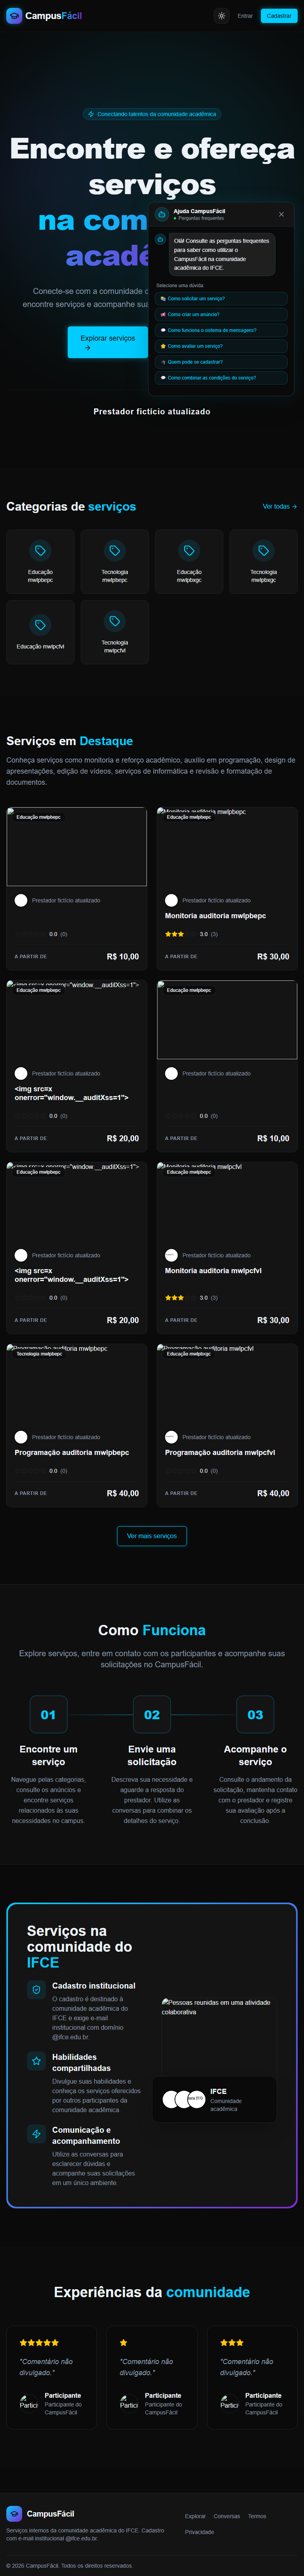 CampusFácil
Entrar
Cadastrar
Conectando talentos da comunidade acadêmica
Encontre e ofereça
serviços
na com
acadê
Conecte-se com a comunidade
encontre serviços e acompanhe sua
Explorar serviços
→
Ajuda CampusFácil
Perguntas frequentes
Olá! Consulte as perguntas frequentes
para saber como utilizar o
CampusFácil na comunidade
acadêmica do IFCE.
Selecione uma dúvida:
Como solicitar um serviço?
Como criar um anúncio?
Como funciona o sistema de mensagens?
Como avaliar um serviço?
Quem pode se cadastrar?
Como combinar as condições do serviço?
Prestador fictício atualizado
Categorias de serviços
Ver todas →
Educação
mwlpbepc
Tecnologia
mwlpbepc
Educação
mwlpbxgc
Tecnologia
mwlpbxgc
Educação mwlpcfvl
Tecnologia
mwlpcfvl
Serviços em Destaque
Conheça serviços como monitoria e reforço acadêmico, auxílio em programação, design de
apresentações, edição de vídeos, serviços de informática e revisão e formatação de
documentos.
Educação mwlpbepc
Prestador fictício atualizado
0.0 (0)
A PARTIR DE
R$ 10,00
Monitoria auditoria mwlpbepc
Educação mwlpbepc
Prestador fictício atualizado
Monitoria auditoria mwlpbepc
3.0 (3)
A PARTIR DE
R$ 30,00
<img src=x onerror="window.__auditXss=1">
Educação mwlpbepc
Prestador fictício atualizado
<img src=x
onerror="window.__auditXss=1">
0.0 (0)
A PARTIR DE
R$ 20,00
Educação mwlpbepc
Prestador fictício atualizado
0.0 (0)
A PARTIR DE
R$ 10,00
<img src=x onerror="window.__auditXss=1">
Educação mwlpbepc
Prestador fictício atualizado
<img src=x
onerror="window.__auditXss=1">
0.0 (0)
A PARTIR DE
R$ 20,00
Monitoria auditoria mwlpcfvl
Educação mwlpbxgc
Prestador fictício atualizado
Monitoria auditoria mwlpcfvl
3.0 (3)
A PARTIR DE
R$ 30,00
Programação auditoria mwlpbepc
Tecnologia mwlpbepc
Prestador fictício atualizado
Programação auditoria mwlpbepc
0.0 (0)
A PARTIR DE
R$ 40,00
Programação auditoria mwlpcfvl
Educação mwlpbxgc
Prestador fictício atualizado
Programação auditoria mwlpcfvl
0.0 (0)
A PARTIR DE
R$ 40,00
Ver mais serviços
Como Funciona
Explore serviços, entre em contato com os participantes e acompanhe suas
solicitações no CampusFácil.
01
Encontre um
serviço
Navegue pelas categorias,
consulte os anúncios e
encontre serviços
relacionados às suas
necessidades no campus.
02
Envie uma
solicitação
Descreva sua necessidade e
aguarde a resposta do
prestador. Utilize as
conversas para combinar os
detalhes do serviço.
03
Acompanhe o
serviço
Consulte o andamento da
solicitação, mantenha contato
com o prestador e registre
sua avaliação após a
conclusão.
Serviços na
comunidade do
IFCE
Cadastro institucional
O cadastro é destinado à
comunidade acadêmica do
IFCE e exige e-mail
institucional com domínio
@ifce.edu.br.
Habilidades
compartilhadas
Divulgue suas habilidades e
conheça os serviços oferecidos
por outros participantes da
comunidade acadêmica.
Comunicação e
acompanhamento
Utilize as conversas para
esclarecer dúvidas e
acompanhe suas solicitações
em um único ambiente.
Pessoas reunidas em uma atividade
colaborativa
IFCE
Comunidade
acadêmica
Experiências da comunidade
"Comentário não
divulgado."
Partici
Participante
Participante do
CampusFácil
"Comentário não
divulgado."
Partici
Participante
Participante do
CampusFácil
"Comentário não
divulgado."
Partici
Participante
Participante do
CampusFácil
CampusFácil
Serviços internos da comunidade acadêmica do IFCE. Cadastro
com e-mail institucional @ifce.edu.br.
Explorar
Conversas
Termos
Privacidade
© 2026 CampusFácil. Todos os direitos reservados.